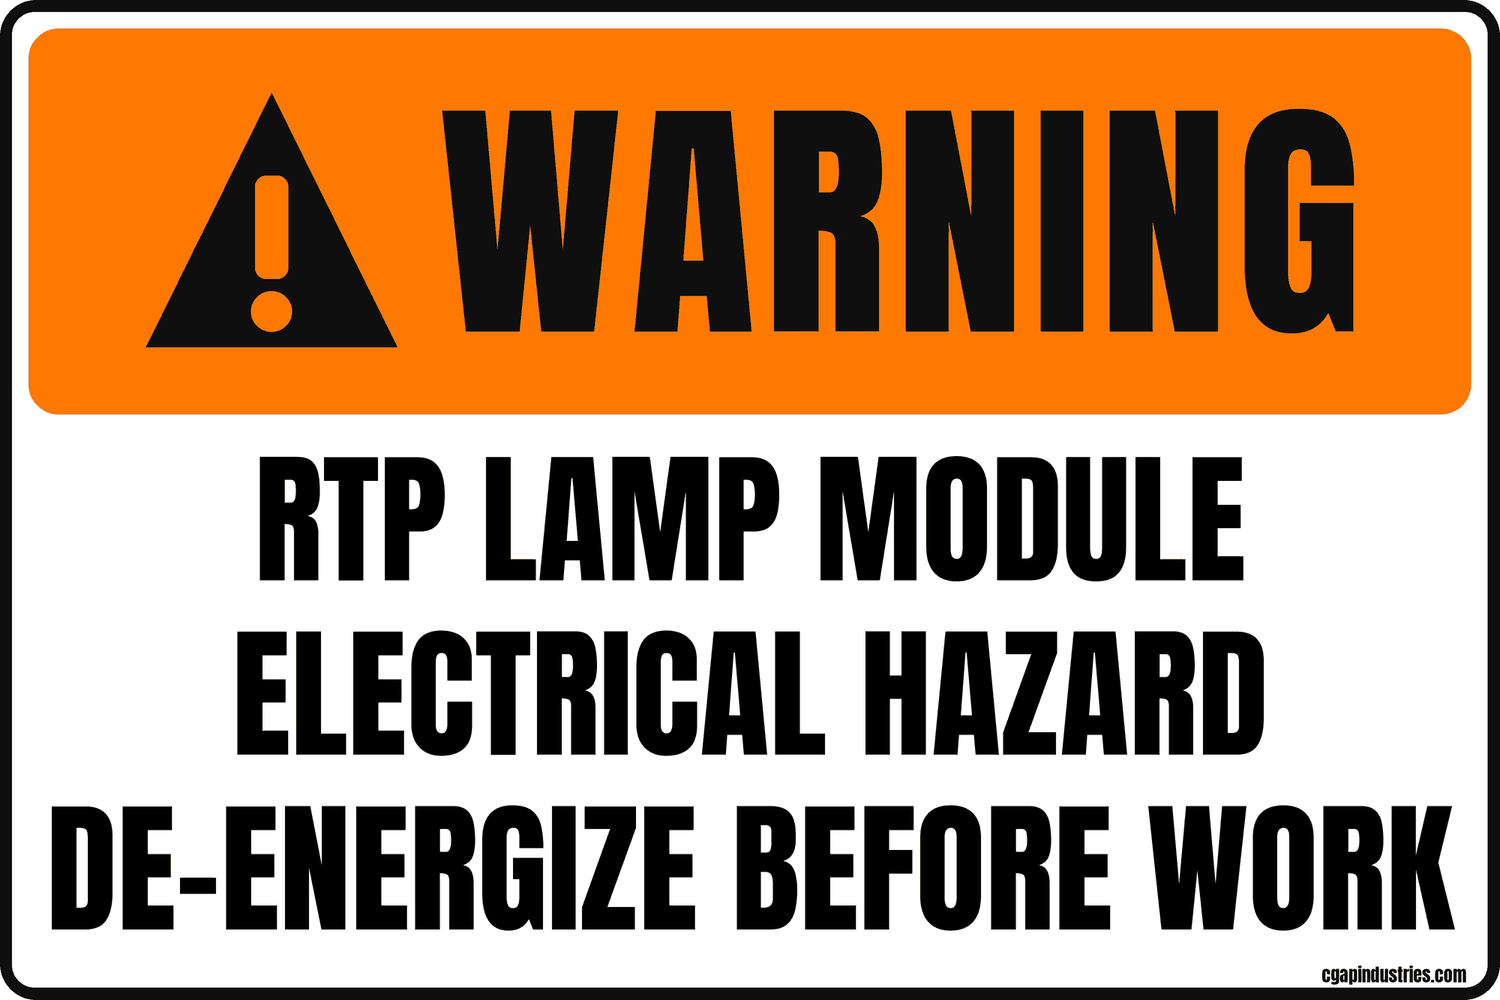 WARNING
RTP LAMP MODULE
ELECTRICAL HAZARD
DE-ENERGIZE BEFORE WORK
cgapindustries.com